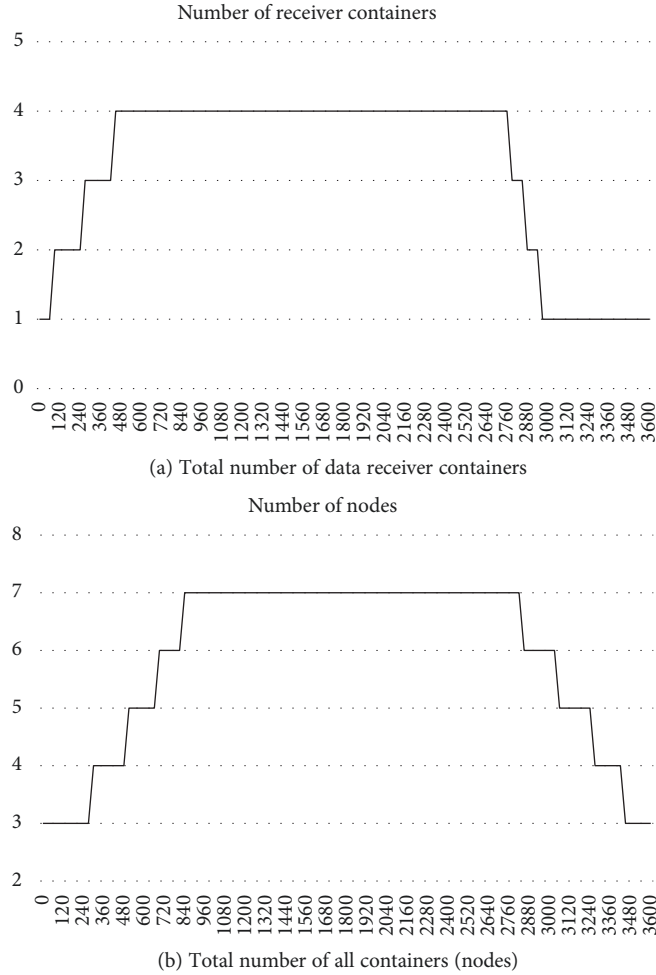 Number of receiver containers
5
4
3
2
1
0
0 120 240 360 480 600 720 840 960 1080 1200 1320 1440 1560 1680 1800 1920 2040 2160 2280 2400 2520 2640 2760 2880 3000 3120 3240 3360 3480 3600
(a) Total number of data receiver containers
Number of nodes
8
7
6
5
4
3
2
0 120 240 360 480 600 720 840 960 1080 1200 1320 1440 1560 1680 1800 1920 2040 2160 2280 2400 2520 2640 2760 2880 3000 3120 3240 3360 3480 3600
(b) Total number of all containers (nodes)